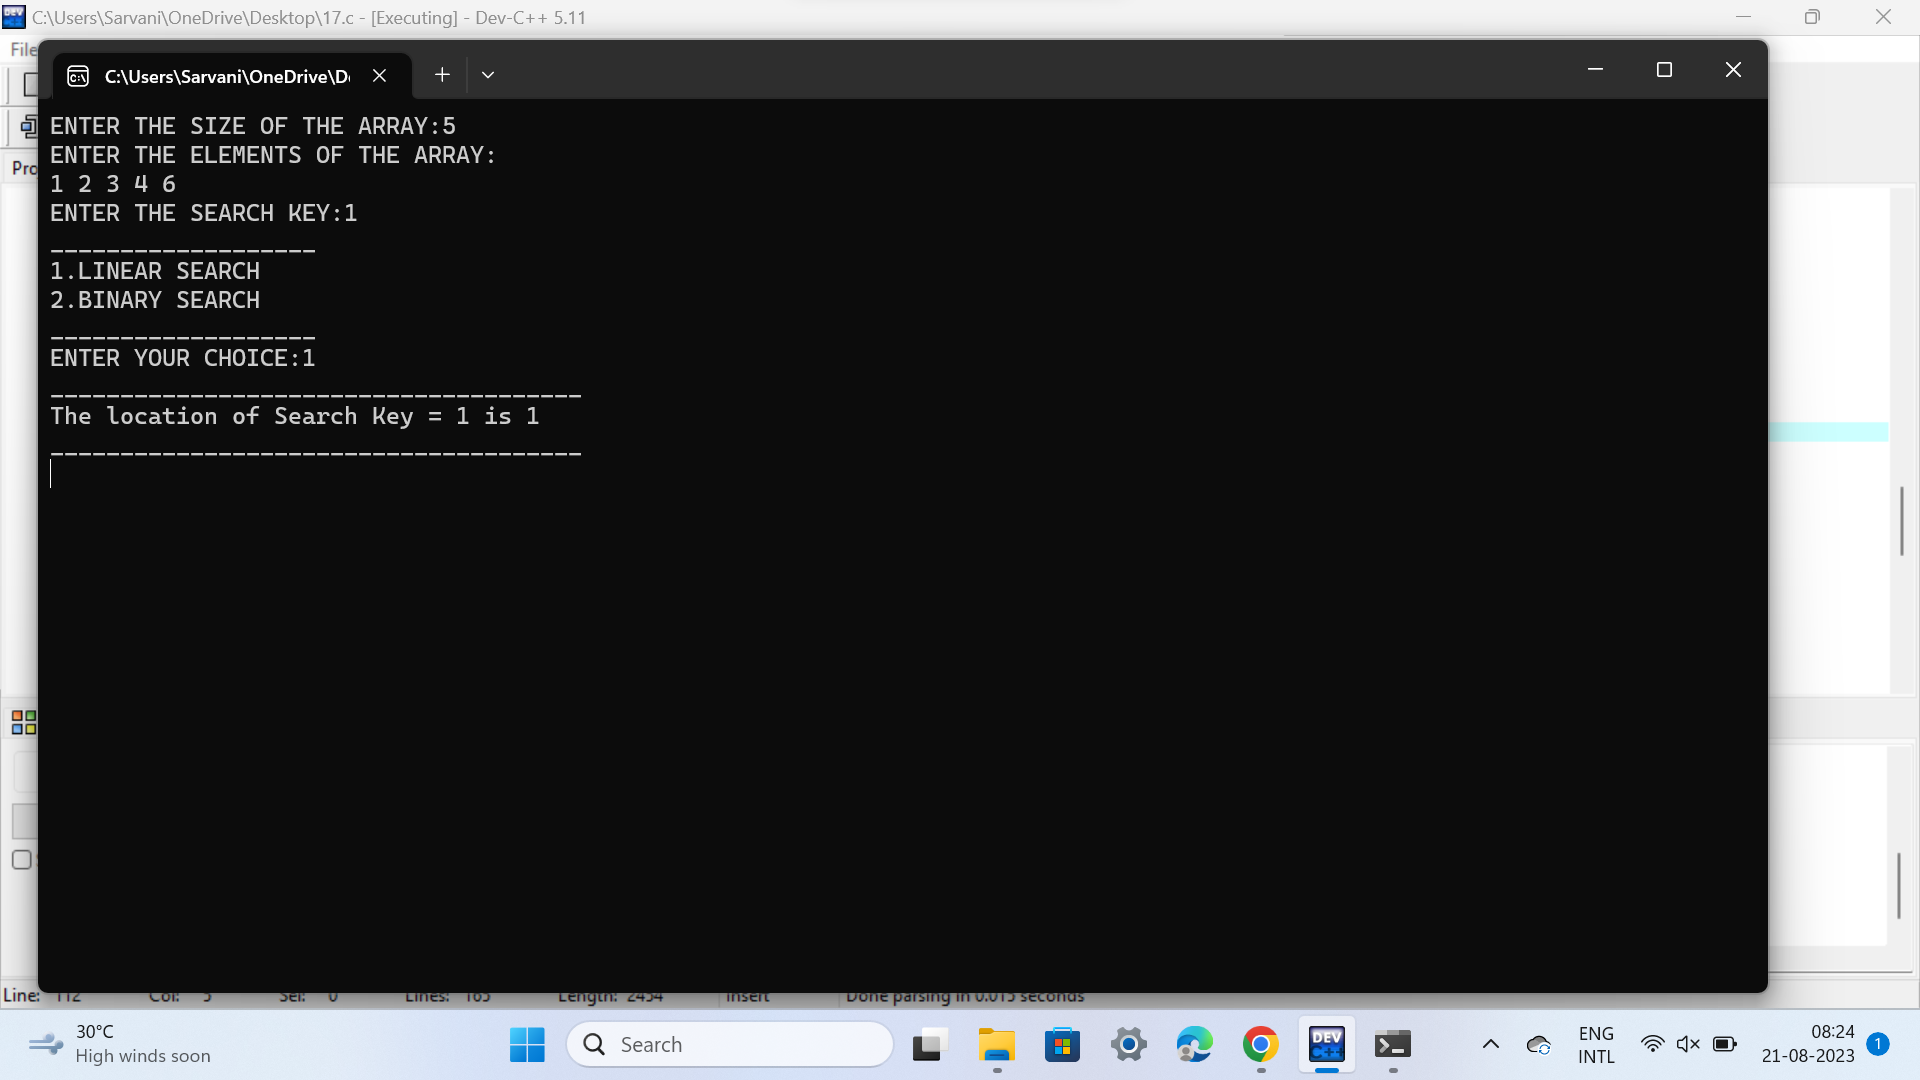 C:\Users\Sarvani\OneDrive\Desktop\17.c - [Executing] - Dev-C++ 5.11
File
C:\Users\Sarvani\OneDrive\D
ENTER THE SIZE OF THE ARRAY:5
ENTER THE ELEMENTS OF THE ARRAY:
1 2 3 4 6
ENTER THE SEARCH KEY:1
___________________
1.LINEAR SEARCH
2.BINARY SEARCH
___________________
ENTER YOUR CHOICE:1
______________________________________
The location of Search Key = 1 is 1
______________________________________
Pro
Line: 112 Col: 5 Sel: 0 Lines: 165 Length: 2454 Insert Done parsing in 0.015 seconds
30°C
High winds soon
Search
DEV
C++
ENG
INTL
08:24
21-08-2023
1